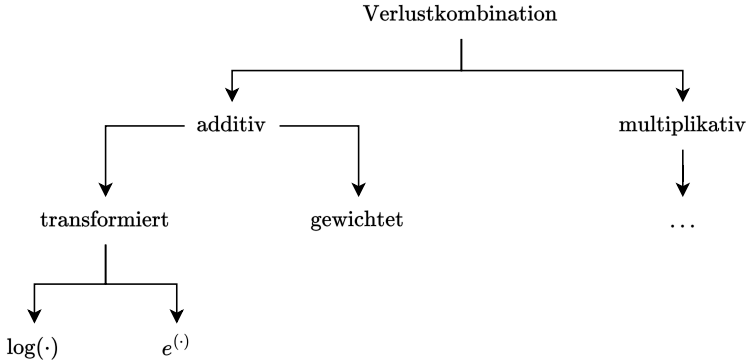 Verlustkombination
additiv
multiplikativ
transformiert
gewichtet
...
log(·)
e^(·)